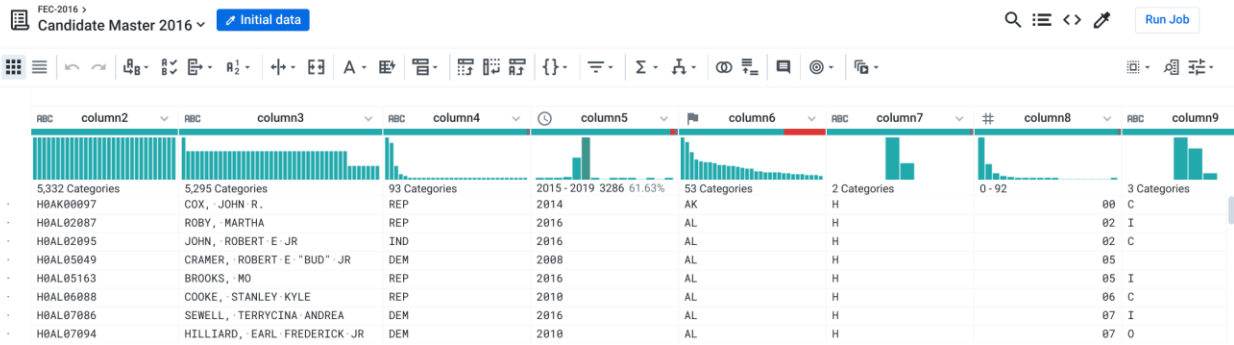 FEC-2016 >
Candidate Master 2016 Initial data Run Job
ABC column2 ABC column3 ABC column4 column5 column6 ABC column7 # column8 ABC column9
5,332 Categories 5,295 Categories 93 Categories 2015 - 2019 3286 61.63% 53 Categories 2 Categories 0 - 92 3 Categories
H0AK00097 COX,·JOHN·R. REP 2014 AK H 00 C
H0AL02087 ROBY,·MARTHA REP 2016 AL H 02 I
H0AL02095 JOHN,·ROBERT·E·JR IND 2016 AL H 02 C
H0AL05049 CRAMER,·ROBERT·E·"BUD"·JR DEM 2008 AL H 05
H0AL05163 BROOKS,·MO REP 2016 AL H 05 I
H0AL06088 COOKE,·STANLEY·KYLE REP 2010 AL H 06 C
H0AL07086 SEWELL,·TERRYCINA·ANDREA DEM 2016 AL H 07 I
H0AL07094 HILLIARD,·EARL·FREDERICK·JR DEM 2010 AL H 07 O